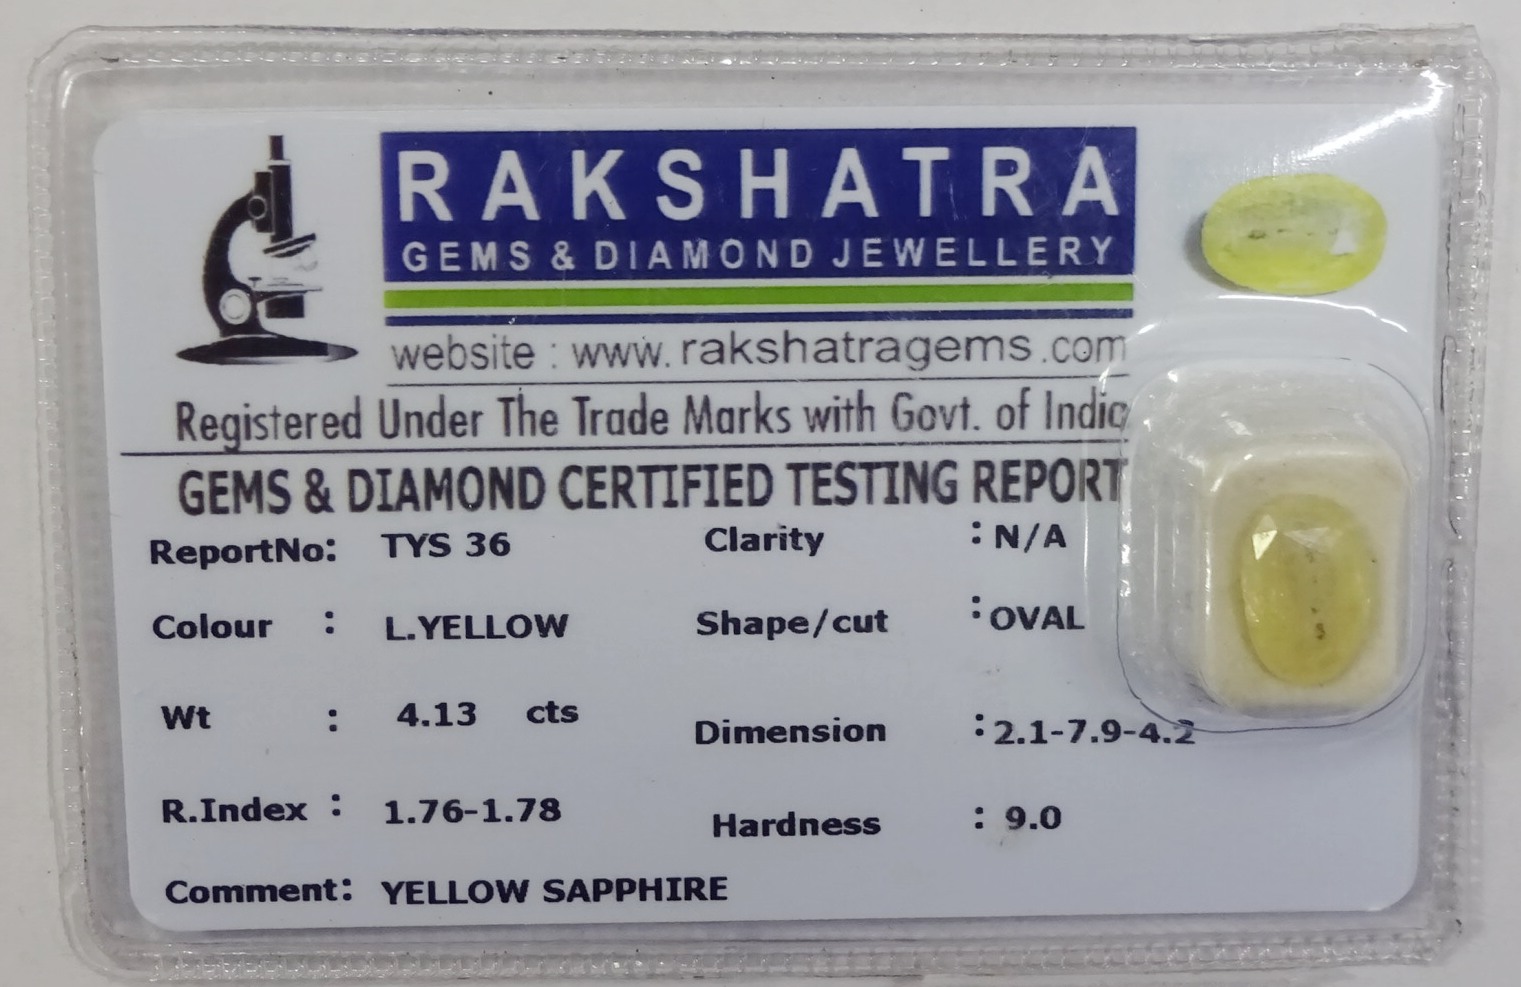 RAKSHATRA
GEMS & DIAMOND JEWELLERY
website : www. rakshatragems .com
Registered Under The Trade Marks with Govt. of India
GEMS & DIAMOND CERTIFIED TESTING REPORT
ReportNo: TYS 36 Clarity : N/A
Colour : L.YELLOW Shape/cut : OVAL
Wt : 4.13 cts Dimension : 2.1-7.9-4.2
R.Index : 1.76-1.78 Hardness : 9.0
Comment: YELLOW SAPPHIRE